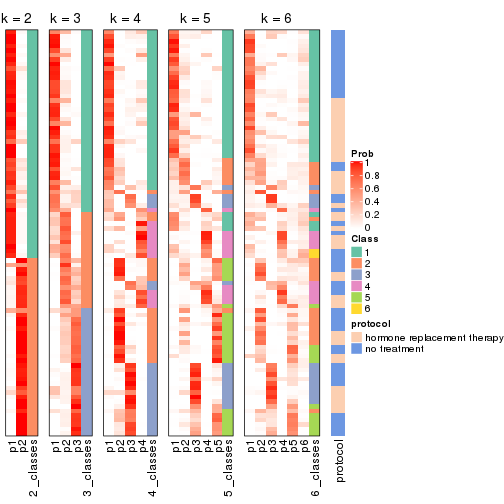 k = 2
k = 3
k = 4
k = 5
k = 6
p1
p2
2_classes
p1
p2
p3
3_classes
p1
p2
p3
p4
4_classes
p1
p2
p3
p4
p5
5_classes
p1
p2
p3
p4
p5
p6
6_classes
protocol
Prob
1
0.8
0.6
0.4
0.2
0
Class
1
2
3
4
5
6
protocol
hormone replacement therapy
no treatment